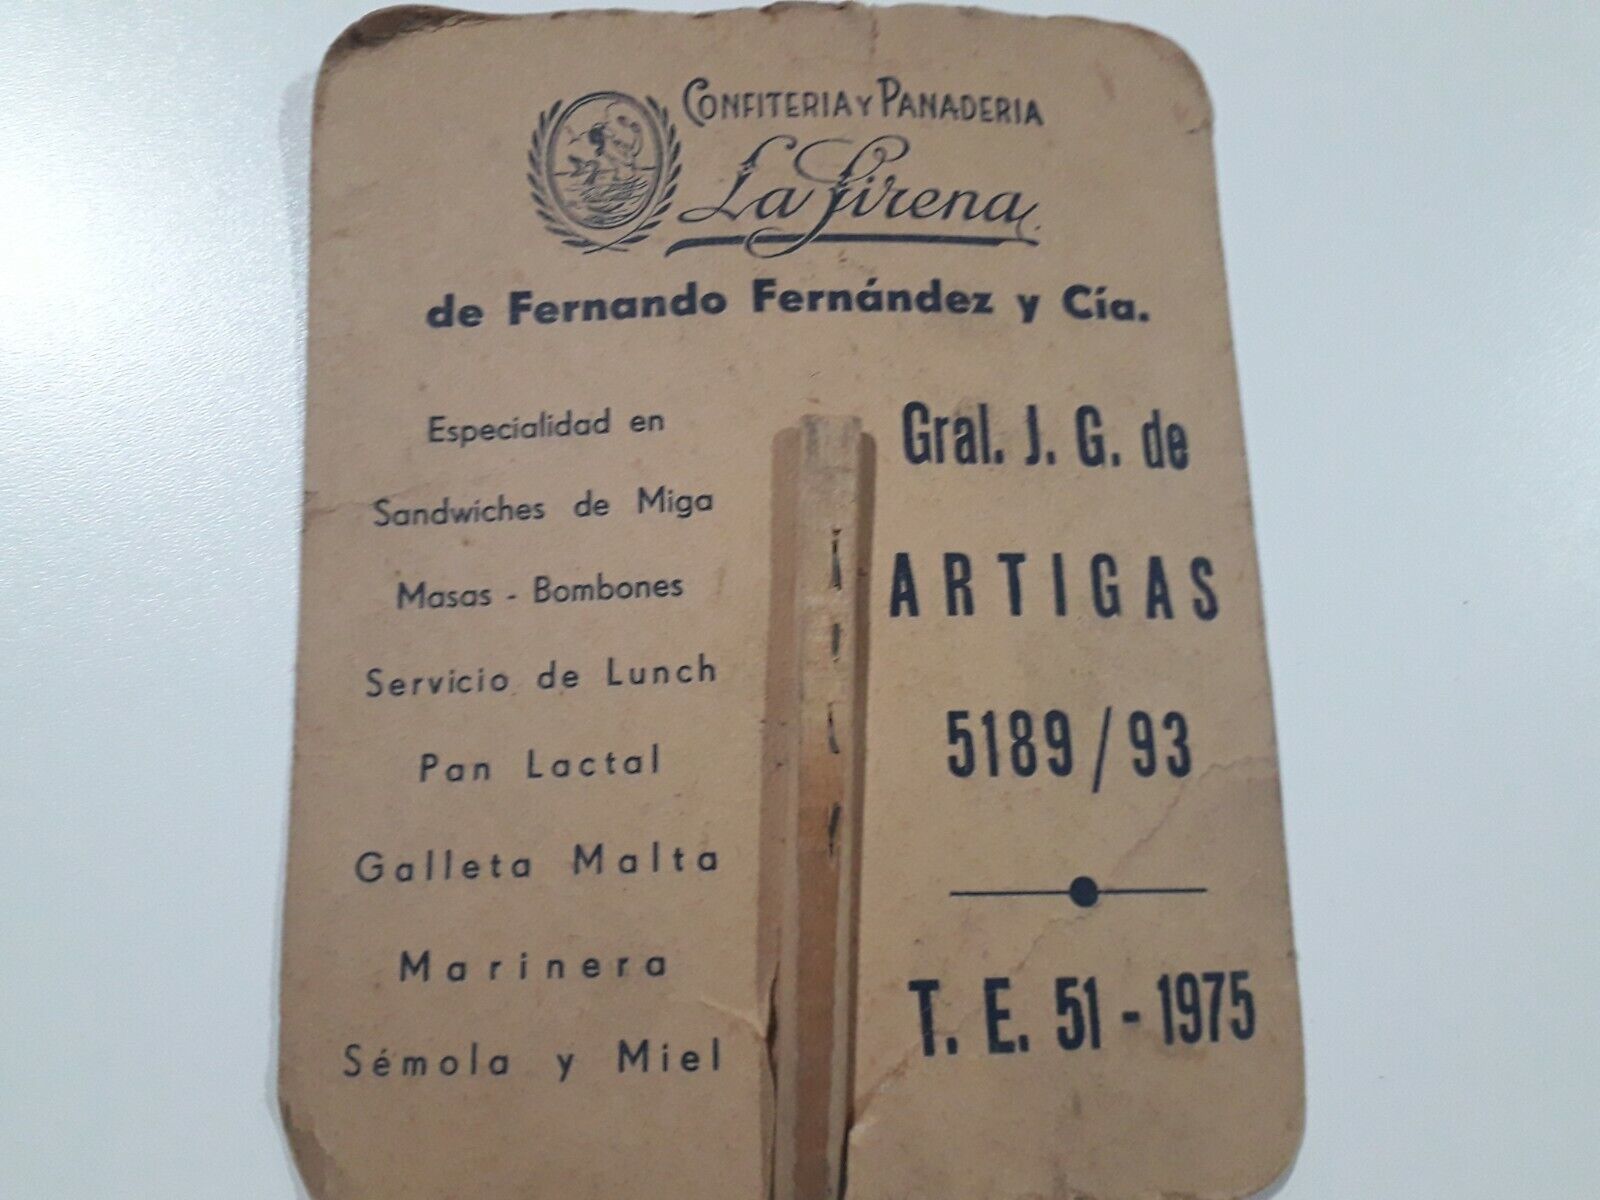 CONFITERIA Y PANADERIA
La Sirena
de Fernando Fernández y Cía.
Especialidad en
Sandwiches de Miga
Masas - Bombones
Servicio de Lunch
Pan Lactal
Galleta Malta
Marinera
Sémola y Miel
Gral. J. G. de
ARTIGAS
5189 / 93
T. E. 51 - 1975